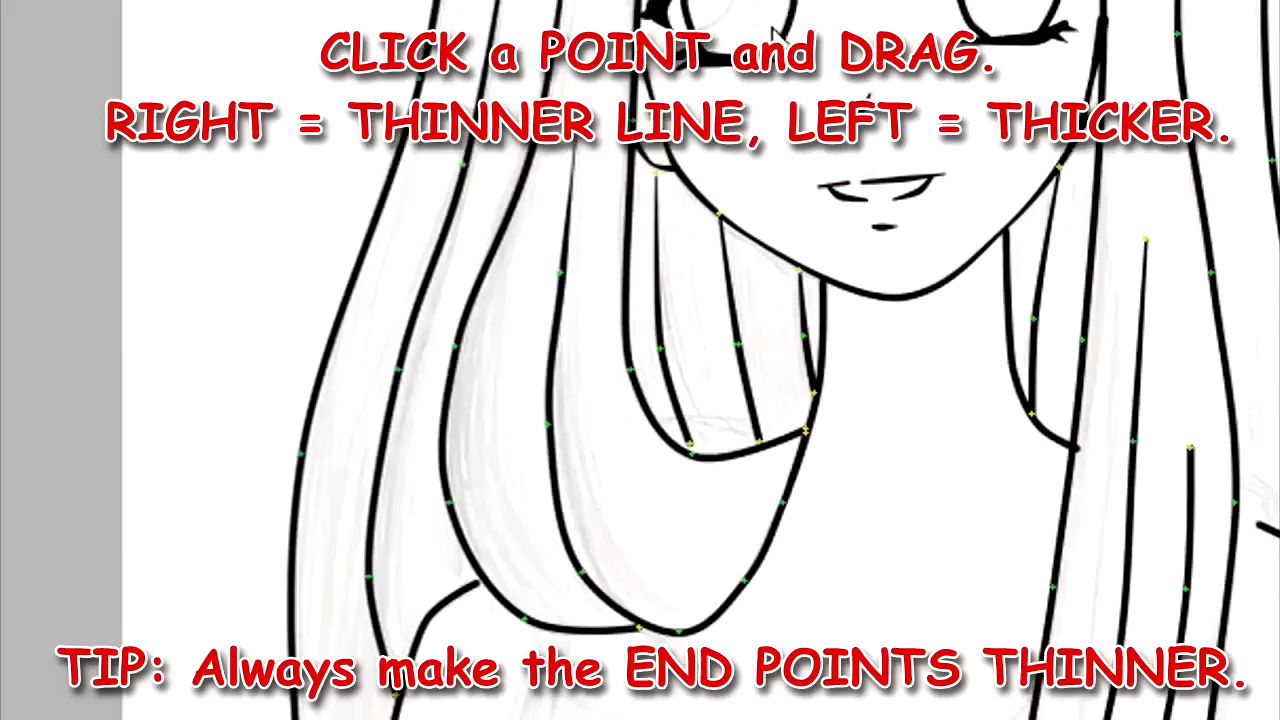 CLICK a POINT and DRAG.
RIGHT = THINNER LINE, LEFT = THICKER.
TIP: Always make the END POINTS THINNER.